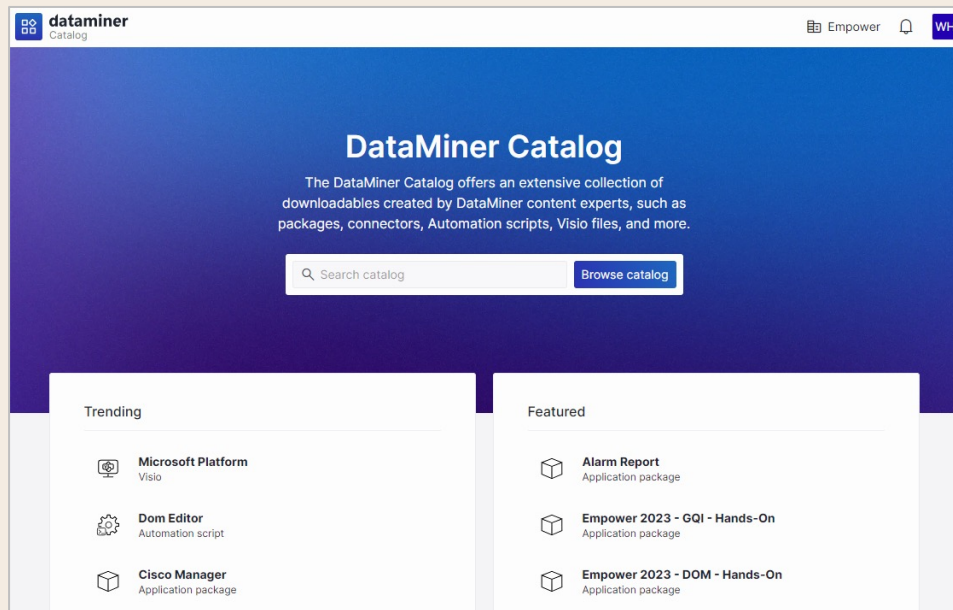 dataminer
Catalog
Empower
WH
DataMiner Catalog
The DataMiner Catalog offers an extensive collection of
downloadables created by DataMiner content experts, such as
packages, connectors, Automation scripts, Visio files, and more.
Search catalog
Browse catalog
Trending
Microsoft Platform
Visio
Dom Editor
Automation script
Cisco Manager
Application package
Featured
Alarm Report
Application package
Empower 2023 - GQI - Hands-On
Application package
Empower 2023 - DOM - Hands-On
Application package